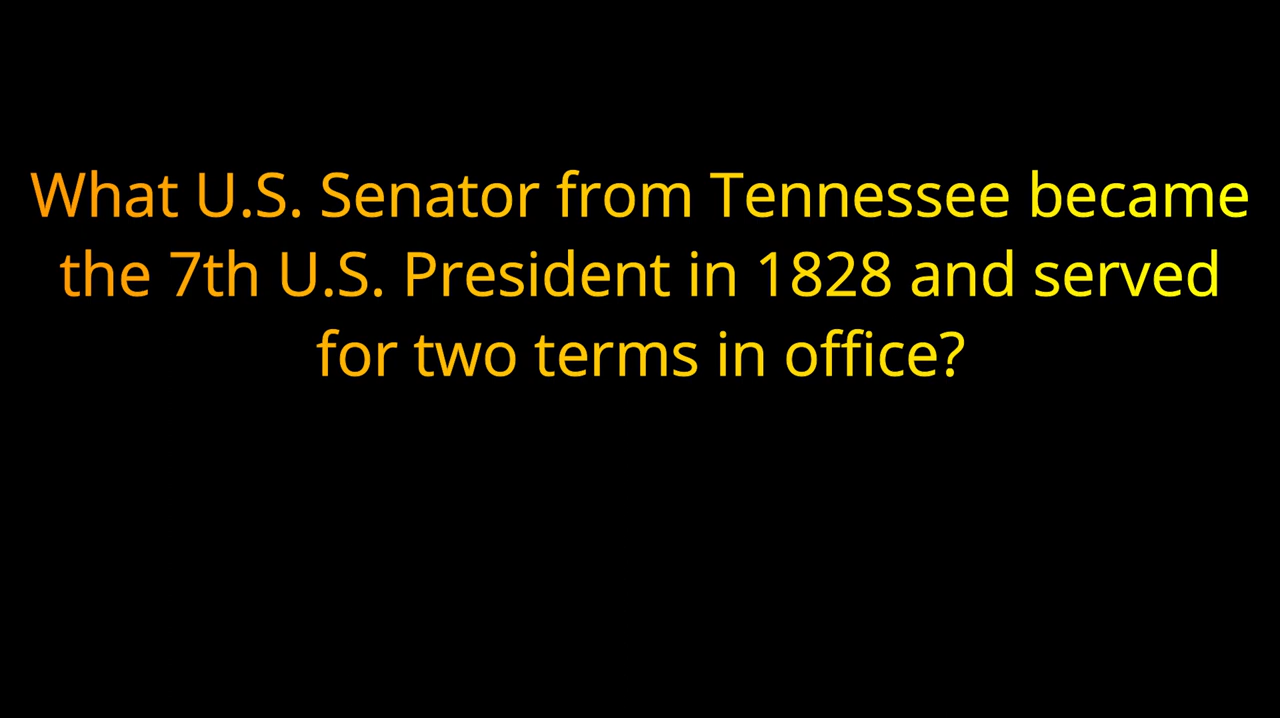 What U.S. Senator from Tennessee became
the 7th U.S. President in 1828 and served
for two terms in office?